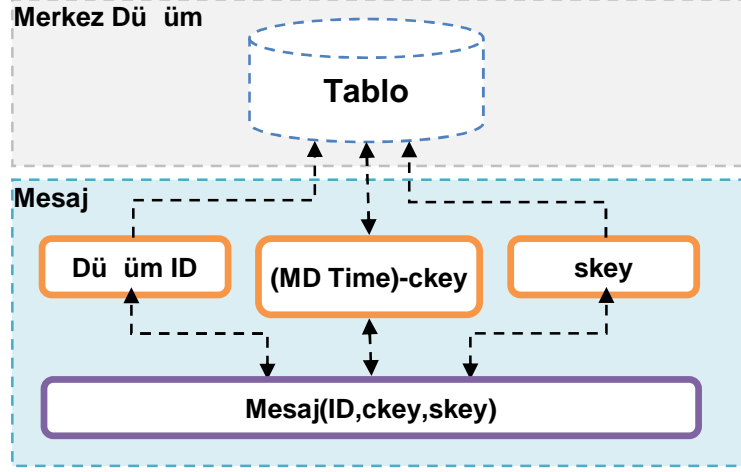 Merkez Dü üm
Tablo
Mesaj
Dü üm ID
(MD Time)-ckey
skey
Mesaj(ID,ckey,skey)